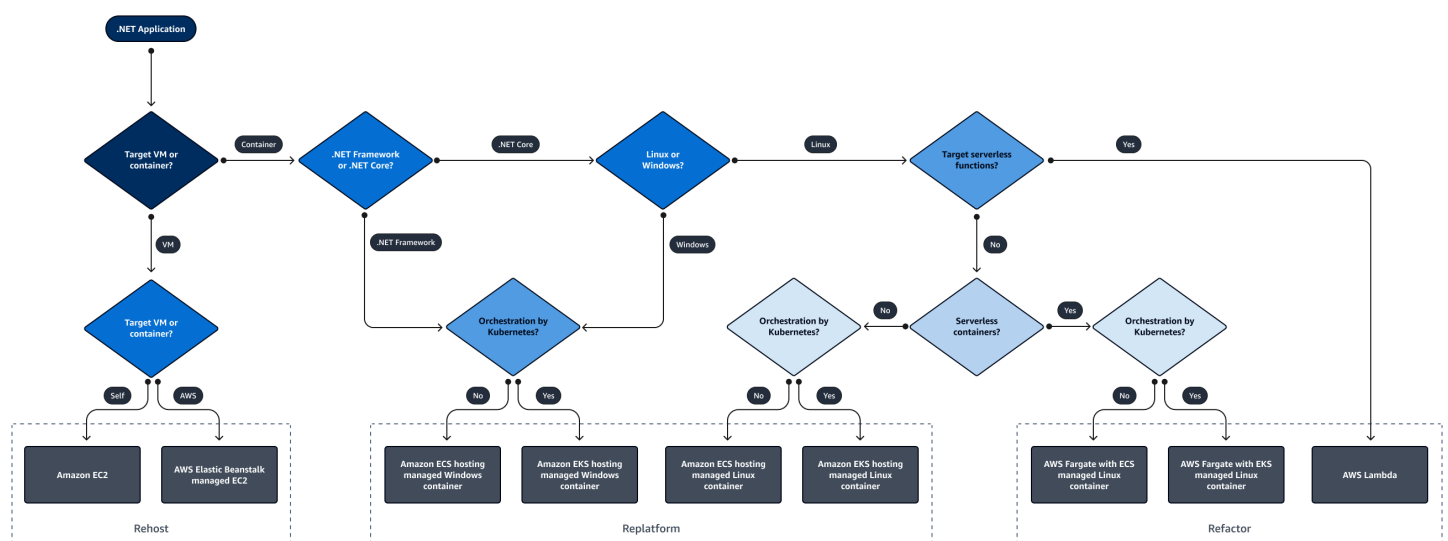 .NET Application
Target VM or
container?
Container
.NET Framework
or .NET Core?
.NET Core
Linux or
Windows?
Linux
Target serverless
functions?
Yes
VM
.NET Framework
Windows
No
Target VM or
container?
Orchestration by
Kubernetes?
Orchestration by
Kubernetes?
No
Serverless
containers?
Yes
Orchestration by
Kubernetes?
Self
AWS
No
Yes
No
Yes
No
Yes
Amazon EC2
AWS Elastic Beanstalk
managed EC2
Amazon ECS hosting
managed Windows
container
Amazon EKS hosting
managed Windows
container
Amazon ECS hosting
managed Linux
container
Amazon EKS hosting
managed Linux
container
AWS Fargate with ECS
managed Linux
container
AWS Fargate with EKS
managed Linux
container
AWS Lambda
Rehost
Replatform
Refactor